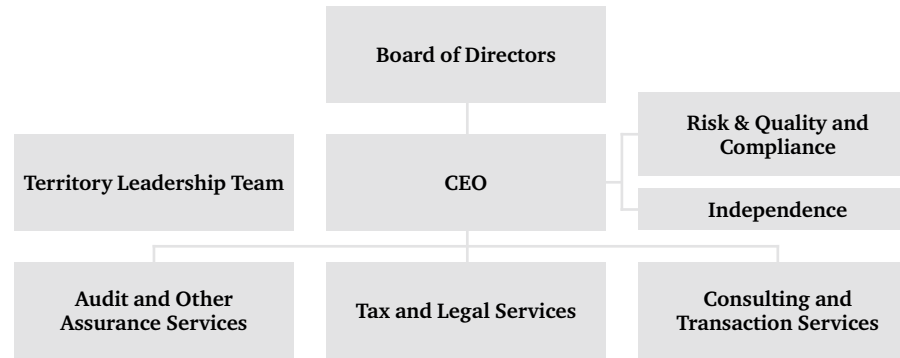 Board of Directors
Risk & Quality and
Compliance
Territory Leadership Team
CEO
Independence
Audit and Other
Assurance Services
Tax and Legal Services
Consulting and
Transaction Services